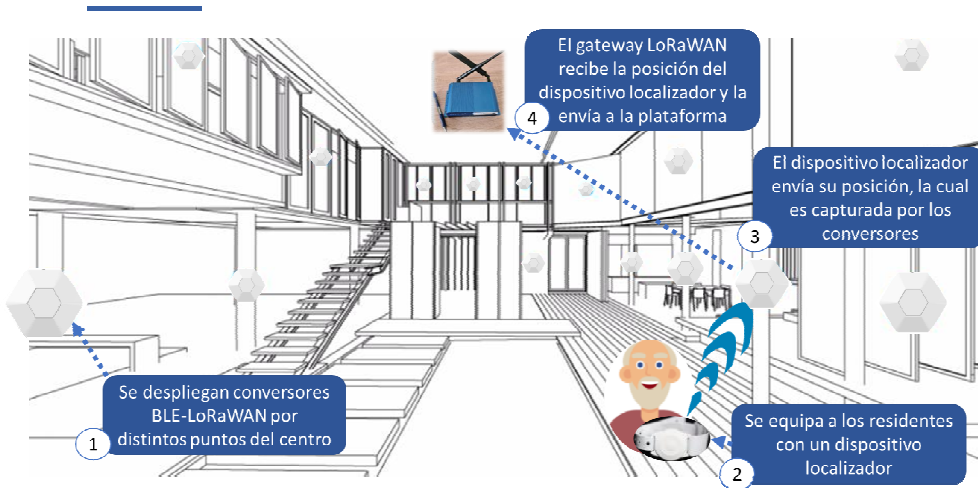 El gateway LoRaWAN
recibe la posición del
dispositivo localizador y la
envía a la plataforma
4
El dispositivo localizador
envía su posición, la cual
es capturada por los
conversores
3
Se despliegan conversores
BLE-LoRaWAN por
distintos puntos del centro
1
Se equipa a los residentes
con un dispositivo
localizador
2